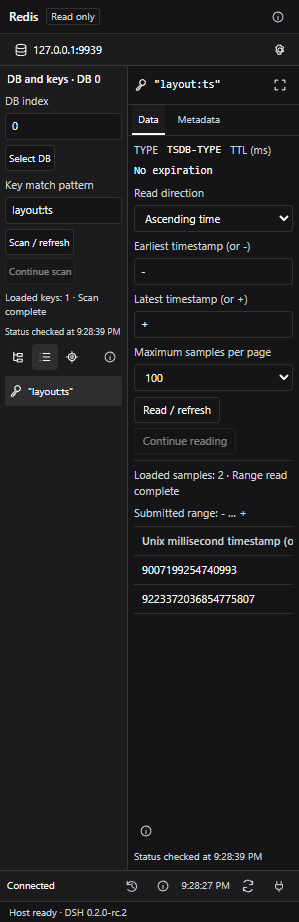 Redis Read only
127.0.0.1:9939
DB and keys · DB 0
DB index
0
Select DB
Key match pattern
layout:ts
Scan / refresh
Continue scan
Loaded keys: 1 · Scan
complete
Status checked at 9:28:39 PM
"layout:ts"
"layout:ts"
Data Metadata
TYPE TSDB-TYPE TTL (ms)
No expiration
Read direction
Ascending time
Earliest timestamp (or -)
-
Latest timestamp (or +)
+
Maximum samples per page
100
Read / refresh
Continue reading
Loaded samples: 2 · Range read
complete
Submitted range: - ... +
Unix millisecond timestamp (o
9007199254740993
9223372036854775807
Status checked at 9:28:39 PM
Connected 9:28:27 PM
Host ready · DSH 0.2.0-rc.2